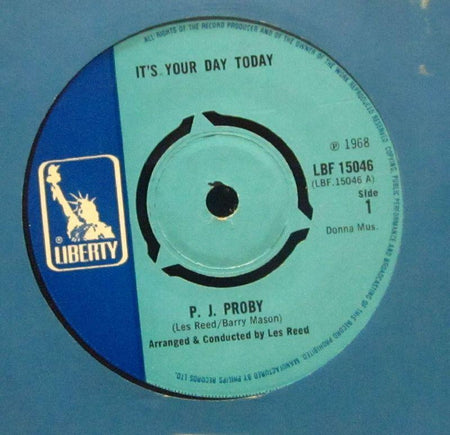 ALL RIGHTS OF THE RECORD PRODUCER AND OF THE OWNER OF THE WORK REPRODUCED RESERVED. COPYING, PUBLIC PERFORMANCE AND BROADCASTING OF THIS RECORD PROHIBITED. MANUFACTURED BY PHILIPS RECORDS LTD.
IT'S YOUR DAY TODAY
℗ 1968
LBF 15046
(LBF.15046 A)
Side
1
Donna Mus.
® LIBERTY
P. J. PROBY
(Les Reed/Barry Mason)
Arranged & Conducted by Les Reed